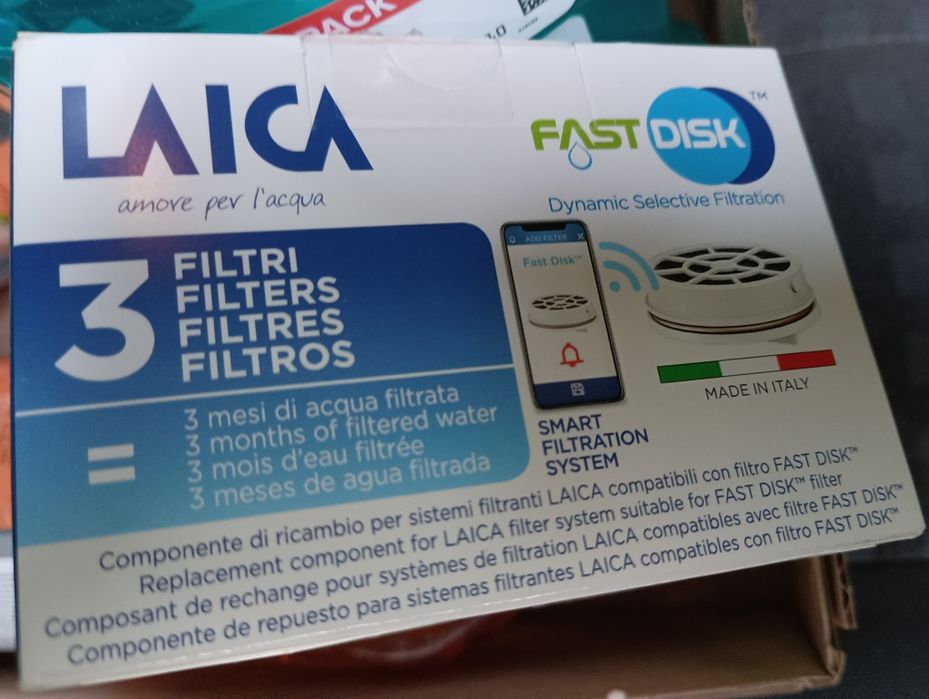 PACK
LAICA
amore per l'acqua
FAST DISK™
Dynamic Selective Filtration
3
FILTRI
FILTERS
FILTRES
FILTROS
=
3 mesi di acqua filtrata
3 months of filtered water
3 mois d'eau filtrée
3 meses de agua filtrada
ADD FILTER X
Fast Disk™
MADE IN ITALY
SMART
FILTRATION
SYSTEM
Componente di ricambio per sistemi filtranti LAICA compatibili con filtro FAST DISK™
Replacement component for LAICA filter system suitable for FAST DISK™ filter
Composant de rechange pour systèmes de filtration LAICA compatibles avec filtre FAST DISK™
Componente de repuesto para sistemas filtrantes LAICA compatibles con filtro FAST DISK™